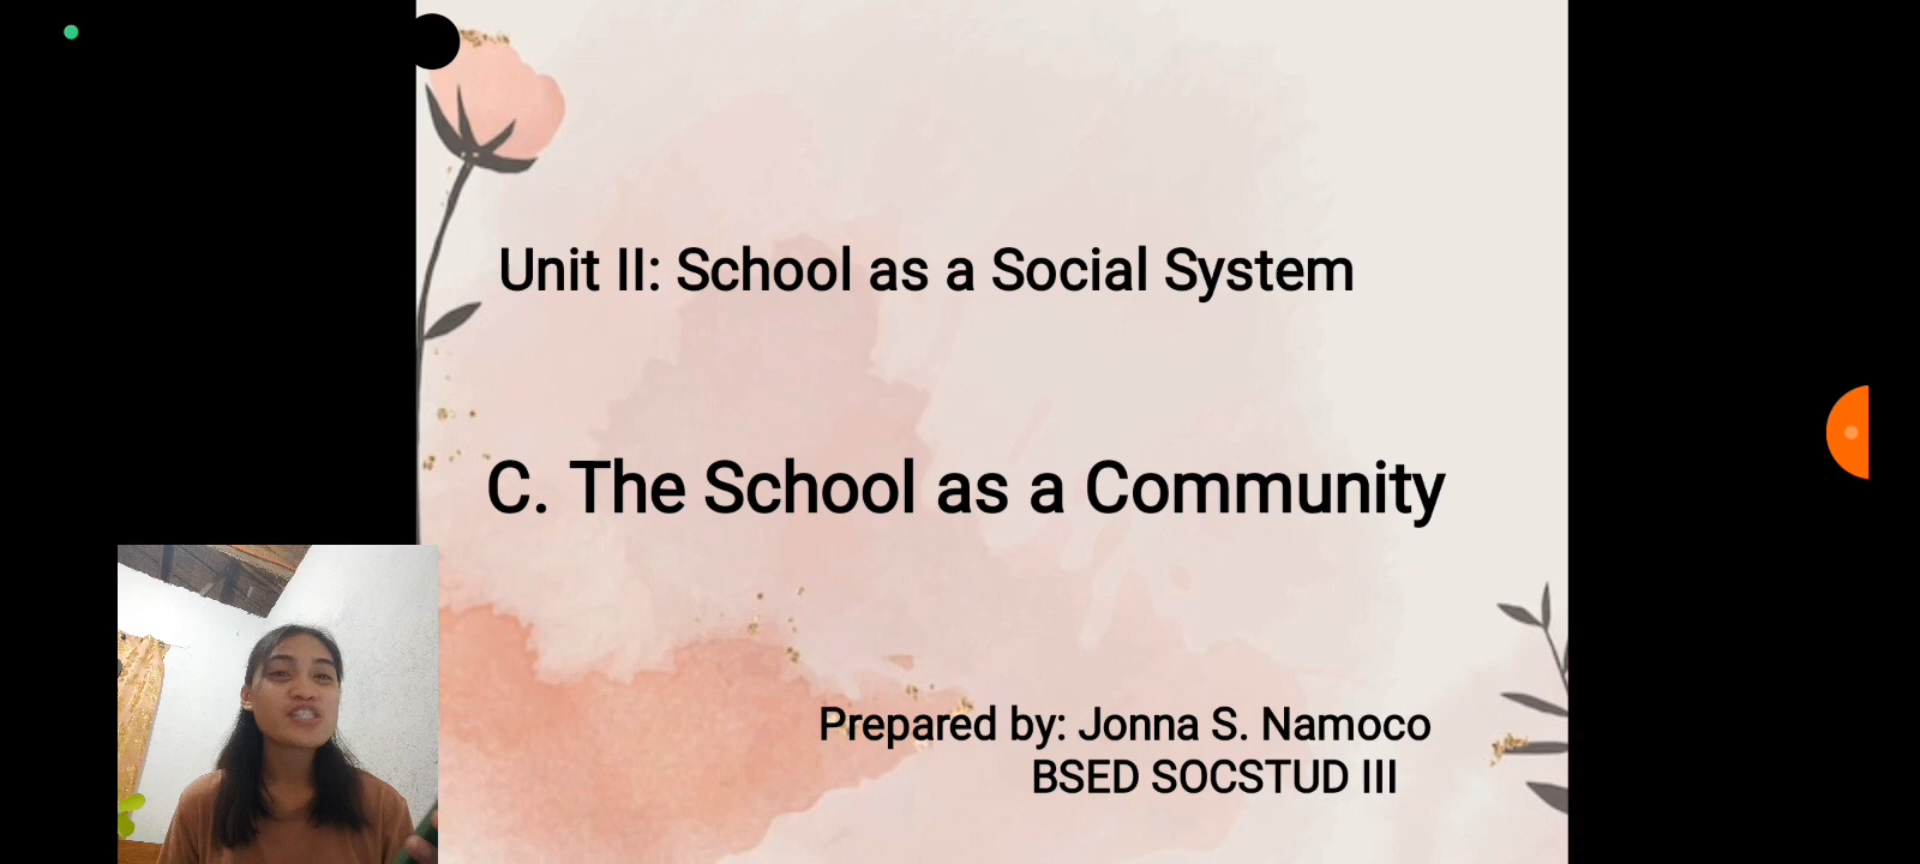 Unit II: School as a Social System
C. The School as a Community
Prepared by: Jonna S. Namoco
BSED SOCSTUD III